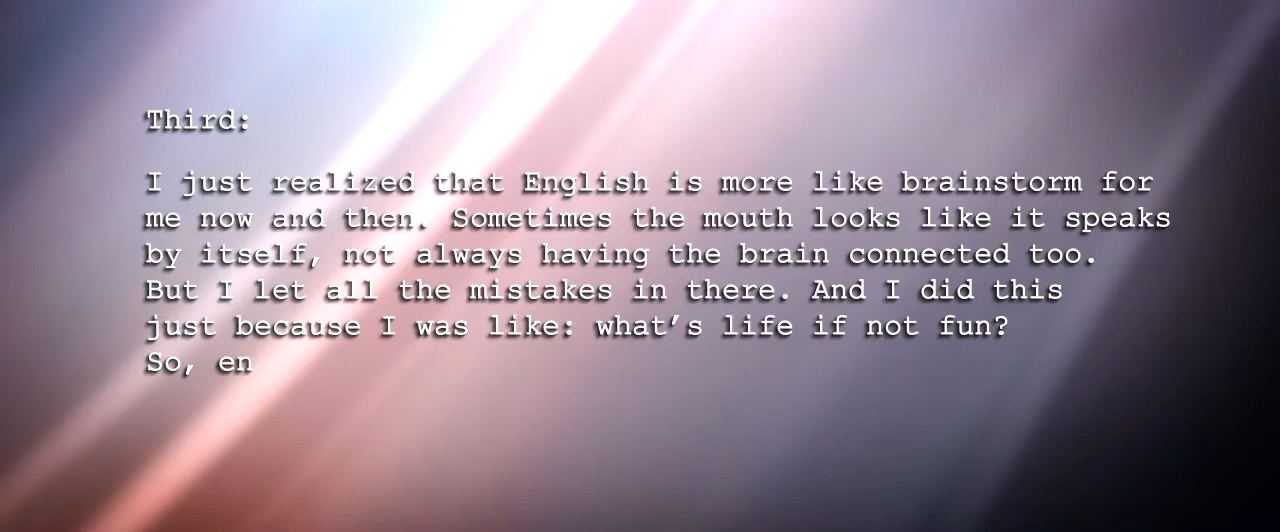 Third:
I just realized that English is more like brainstorm for
me now and then. Sometimes the mouth looks like it speaks
by itself, not always having the brain connected too.
But I let all the mistakes in there. And I did this
just because I was like: what’s life if not fun?
So, en